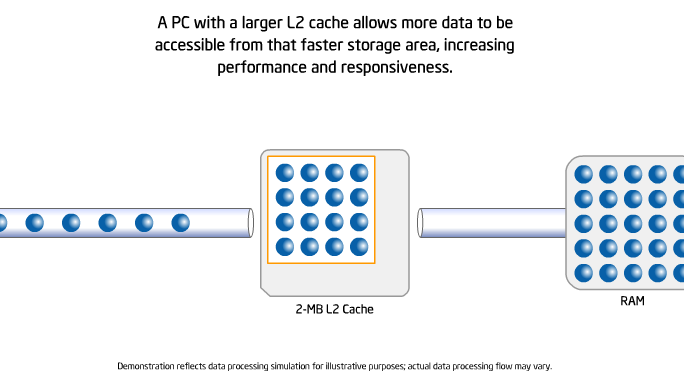 A PC with a larger L2 cache allows more data to be
accessible from that faster storage area, increasing
performance and responsiveness.
RAM
2-MB L2 Cache
Demonstration reflects data processing simulation for illustrative purposes; actual data processing flow may vary.